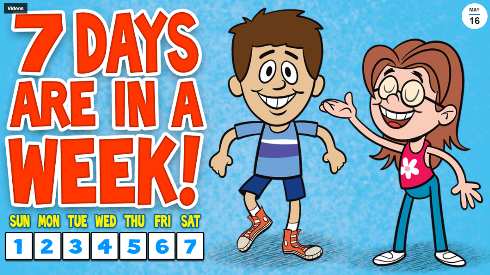 Videos
MAY
16
7 DAYS
ARE IN A
WEEK!
SUN MON TUE WED THU FRI SAT
1 2 3 4 5 6 7